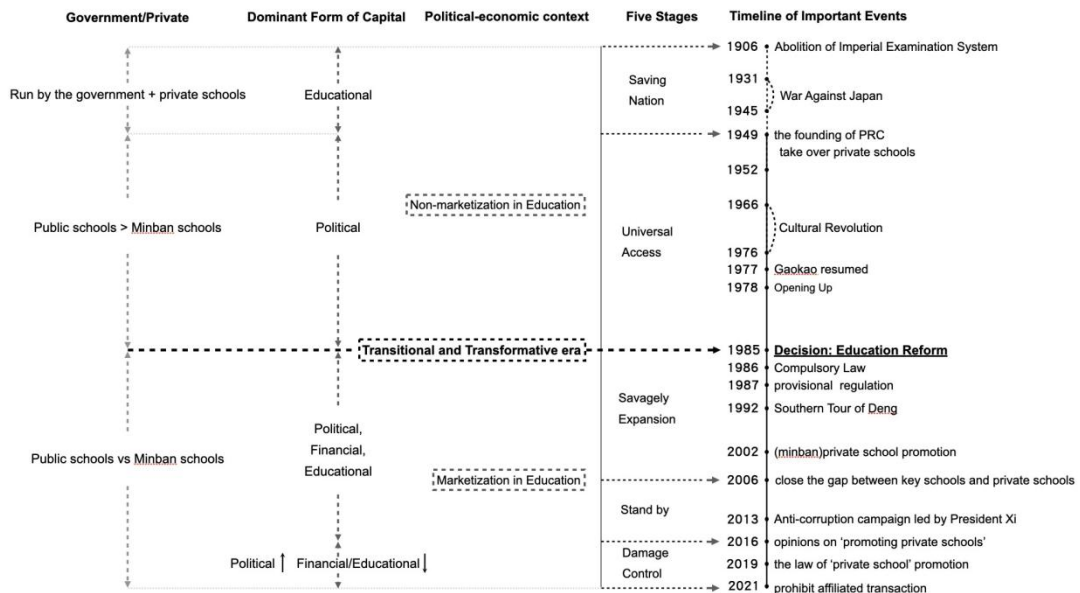 Government/Private Dominant Form of Capital Political-economic context Five Stages Timeline of Important Events
1906 Abolition of Imperial Examination System
1931
Saving
Run by the government + private schools Educational War Against Japan
Nation
1945
1949 the founding of PRC
take over private schools
1952
Non-marketization in Education 1966
Public schools > Minban schools Political Universal Cultural Revolution
Access 1976
1977 Gaokao resumed
1978 Opening Up
Transitional and Transformative era 1985 Decision: Education Reform
1986 Compulsory Law
1987 provisional regulation
Savagely
Expansion 1992 Southern Tour of Deng
Political,
Financial,
Public schools vs Minban schools Educational 2002 (minban)private school promotion
Marketization in Education 2006 close the gap between key schools and private schools
Stand by
2013 Anti-corruption campaign led by President Xi
2016 opinions on ‘promoting private schools’
Damage
Political Financial/Educational 2019 the law of ‘private school’ promotion
Control
2021 prohibit affiliated transaction